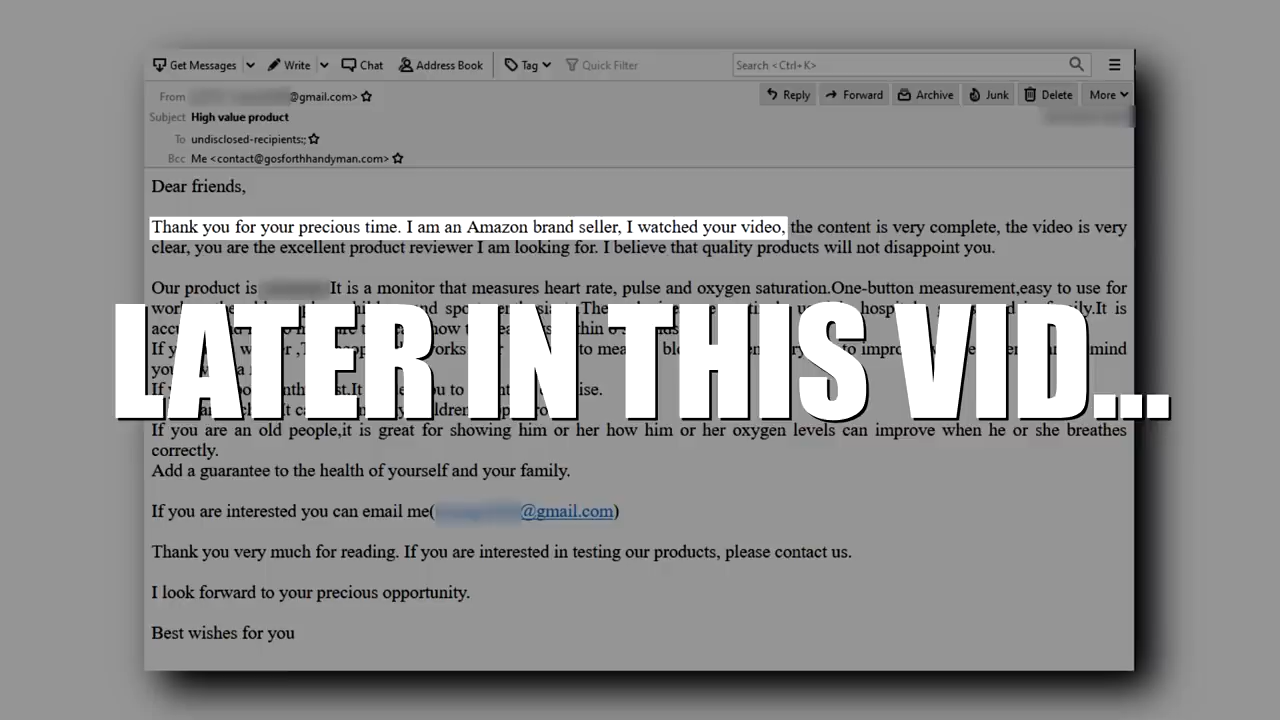 Get Messages Write Chat Address Book Tag Quick Filter Search <Ctrl+K>
From @gmail.com> Reply Forward Archive Junk Delete More
Subject High value product
To undisclosed-recipients:;
Bcc Me <contact@gosforthhandyman.com>
Dear friends,
Thank you for your precious time. I am an Amazon brand seller, I watched your video, the content is very complete, the video is very
clear, you are the excellent product reviewer I am looking for. I believe that quality products will not disappoint you.
Our product is It is a monitor that measures heart rate, pulse and oxygen saturation.One-button measurement,easy to use for
LATER IN THIS VID...
If you are an old people,it is great for showing him or her how him or her oxygen levels can improve when he or she breathes
correctly.
Add a guarantee to the health of yourself and your family.
If you are interested you can email me( @gmail.com)
Thank you very much for reading. If you are interested in testing our products, please contact us.
I look forward to your precious opportunity.
Best wishes for you